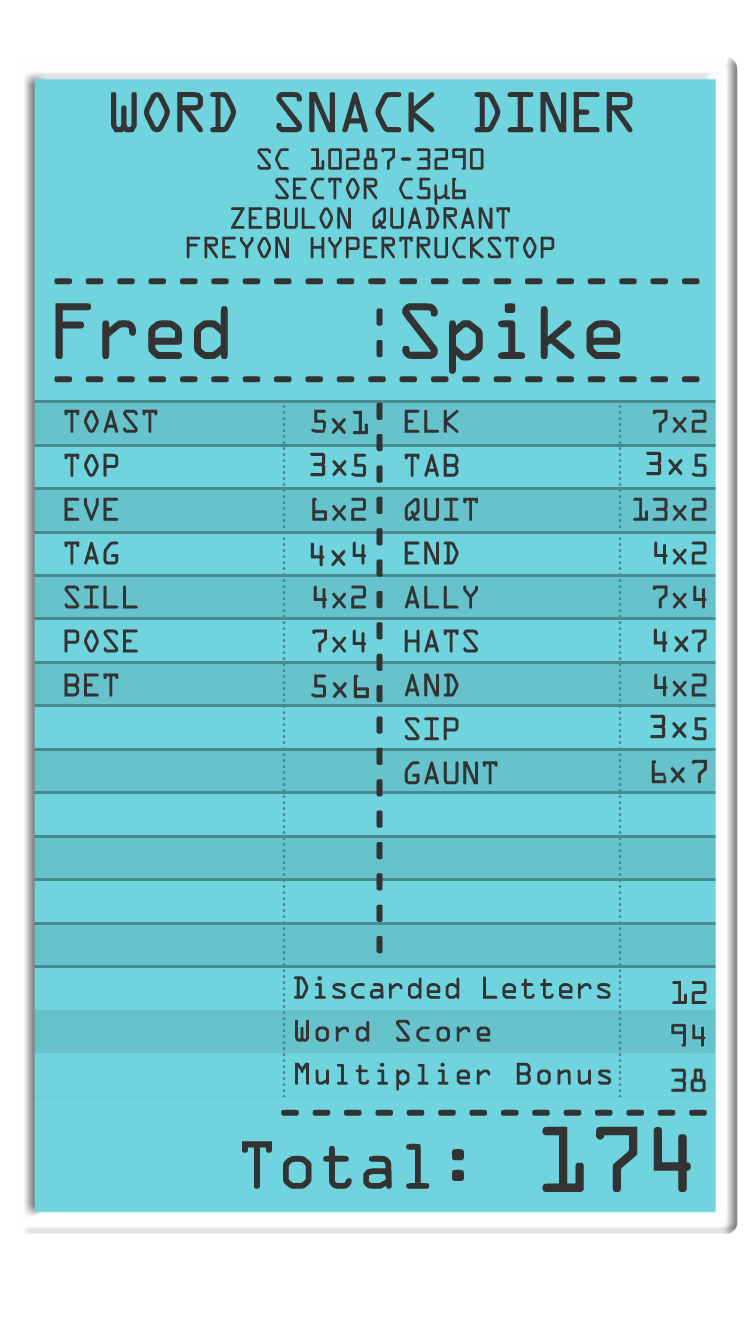 WORD SNACK DINER
SC 10287-3290
SECTOR C5µ6
ZEBULON QUADRANT
FREYON HYPERTRUCKSTOP
Fred Spike
TOAST 5x1 ELK 7x2
TOP 3x5 TAB 3x5
EVE 6x2 QUIT 13x2
TAG 4x4 END 4x2
SILL 4x2 ALLY 7x4
POSE 7x4 HATS 4x7
BET 5x6 AND 4x2
SIP 3x5
GAUNT 6x7
Discarded Letters 12
Word Score 94
Multiplier Bonus 38
Total: 174